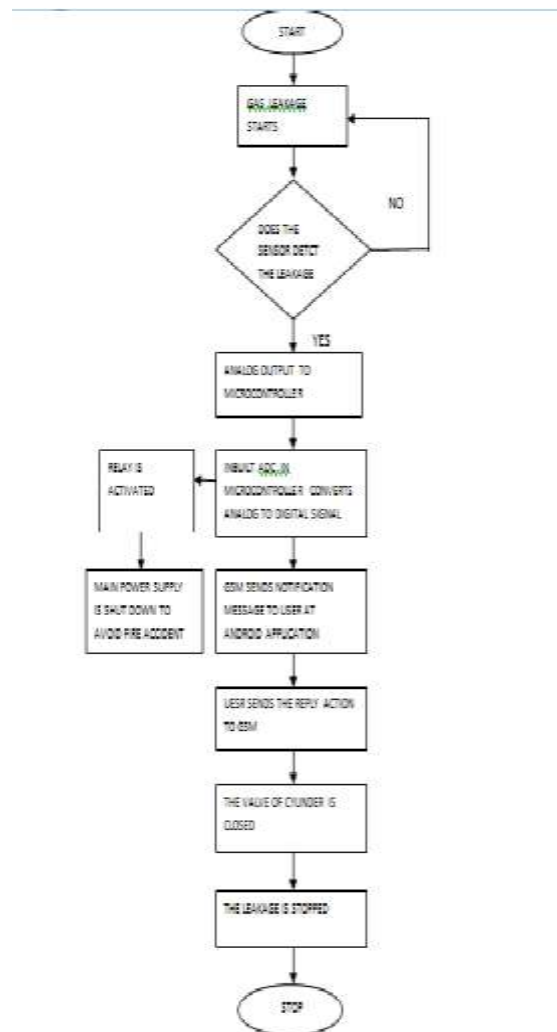 START
GAS LEAKAGE
STARTS
NO
DOES THE
SENSOR DETCT
THE LEAKAGE
YES
ANALOG OUTPUT TO
MICROCONTROLLER
RELAY IS
ACTIVATED
INBUILT ADC IN
MICROCONTROLLER CONVERTS
ANALOG TO DIGITAL SIGNAL
MAIN POWER SUPPLY
IS SHUT DOWN TO
AVOID FIRE ACCIDENT
GSM SENDS NOTIFICATION
MESSAGE TO USER AT
ANDROID APPLICATION
UESR SENDS THE REPLY ACTION
TO GSM
THE VALVE OF CYLINDER IS
CLOSED
THE LEAKAGE IS STOPPED
STOP